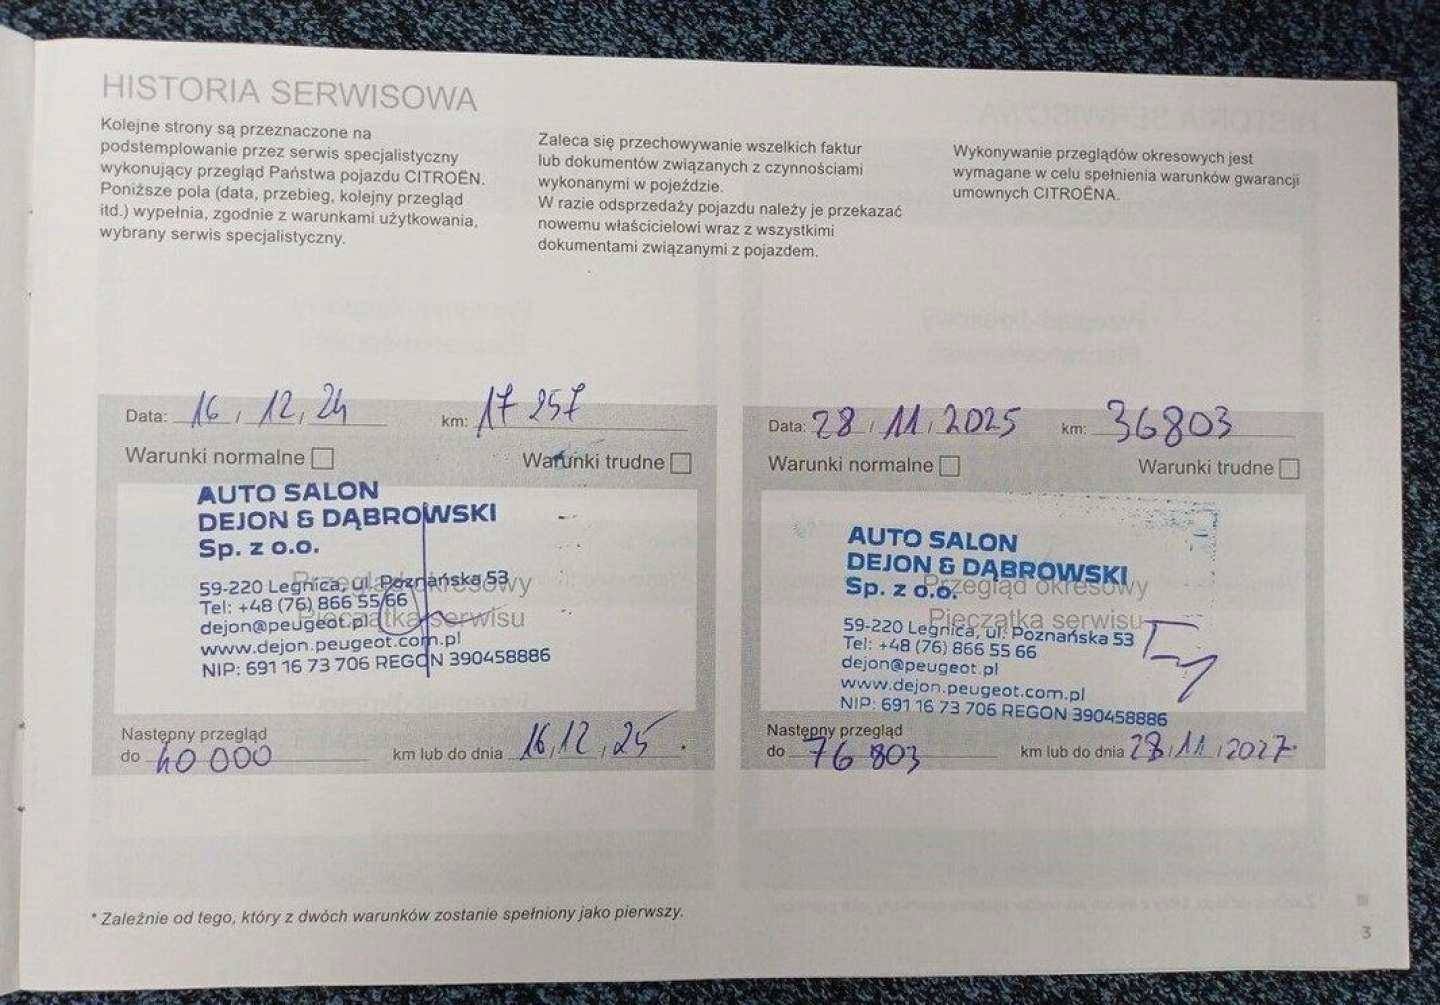 HISTORIA SERWISOWA
Kolejne strony są przeznaczone na
podstemplowanie przez serwis specjalistyczny
wykonujący przegląd Państwa pojazdu CITROËN.
Poniższe pola (data, przebieg, kolejny przegląd
itd.) wypełnia, zgodnie z warunkami użytkowania,
wybrany serwis specjalistyczny.
Zaleca się przechowywanie wszelkich faktur
lub dokumentów związanych z czynnościami
wykonanymi w pojeździe.
W razie odsprzedaży pojazdu należy je przekazać
nowemu właścicielowi wraz z wszystkimi
dokumentami związanymi z pojazdem.
Wykonywanie przeglądów okresowych jest
wymagane w celu spełnienia warunków gwarancji
umownych CITROËNA.
Data: 16 / 12 / 24 km: 17 257
Warunki normalne Warunki trudne
AUTO SALON
DEJON & DĄBROWSKI
Sp. z o.o.
Przegląd okresowy
59-220 Legnica, ul. Poznańska 53
Tel: +48 (76) 866 55 66
Pieczątka serwisu
dejon@peugeot.pl
www.dejon.peugeot.com.pl
NIP: 691 16 73 706 REGON 390458886
Następny przegląd
do 40 000 km lub do dnia 16, 12, 25.
Data: 28 / 11 / 2025 km: 36803
Warunki normalne Warunki trudne
AUTO SALON
DEJON & DĄBROWSKI
Sp. z o.o.
Przegląd okresowy
Pieczątka serwisu
59-220 Legnica, ul. Poznańska 53
Tel: +48 (76) 866 55 66
dejon@peugeot.pl
www.dejon.peugeot.com.pl
NIP: 691 16 73 706 REGON 390458886
Następny przegląd
do 76 803 km lub do dnia 28 / 11 / 2027.
* Zależnie od tego, który z dwóch warunków zostanie spełniony jako pierwszy.
3